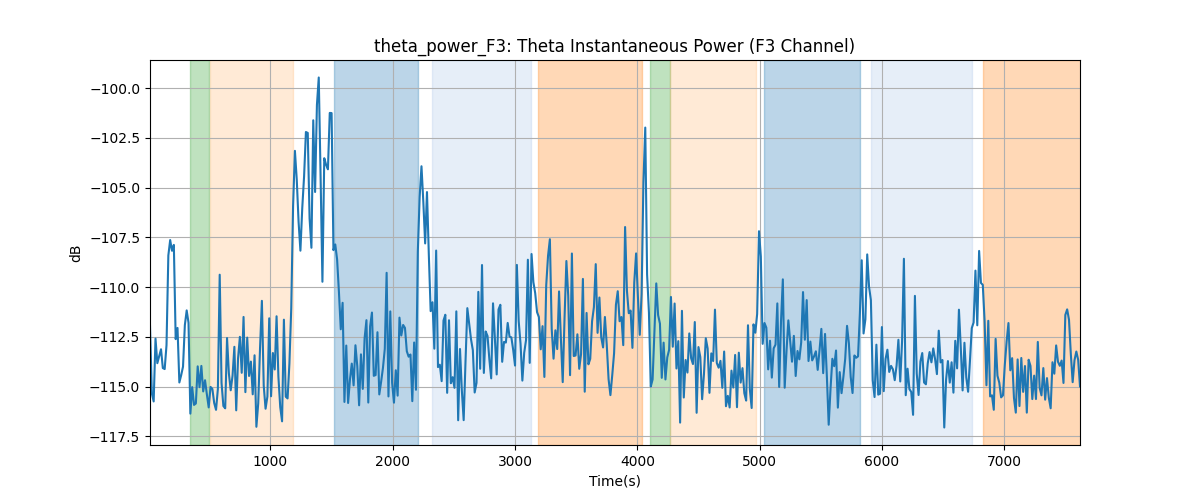 theta_power_F3: Theta Instantaneous Power (F3 Channel)
−100.0
−102.5
−105.0
−107.5
−110.0
−112.5
−115.0
−117.5
dB
1000 2000 3000 4000 5000 6000 7000
Time(s)